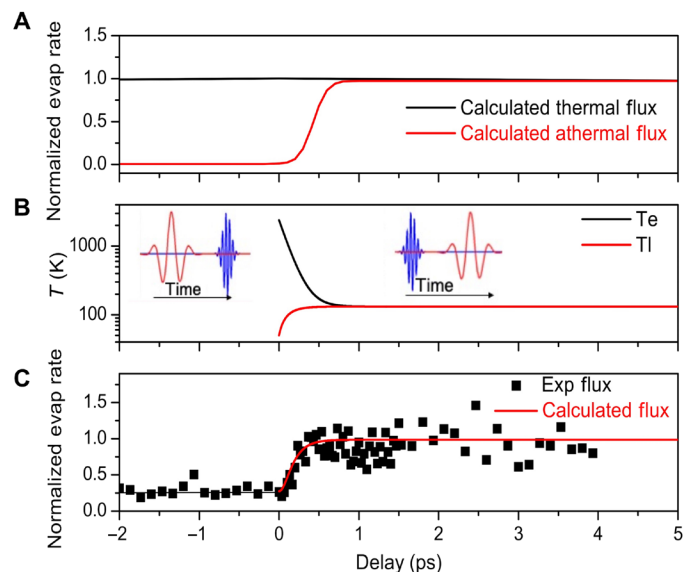 A
Normalized evap rate
1.5
1.0
0.5
0.0
Calculated thermal flux
Calculated athermal flux
B
T (K)
1000
100
Time
Time
Te
Tl
C
Normalized evap rate
1.5
1.0
0.5
0.0
Exp flux
Calculated flux
−2 −1 0 1 2 3 4 5
Delay (ps)